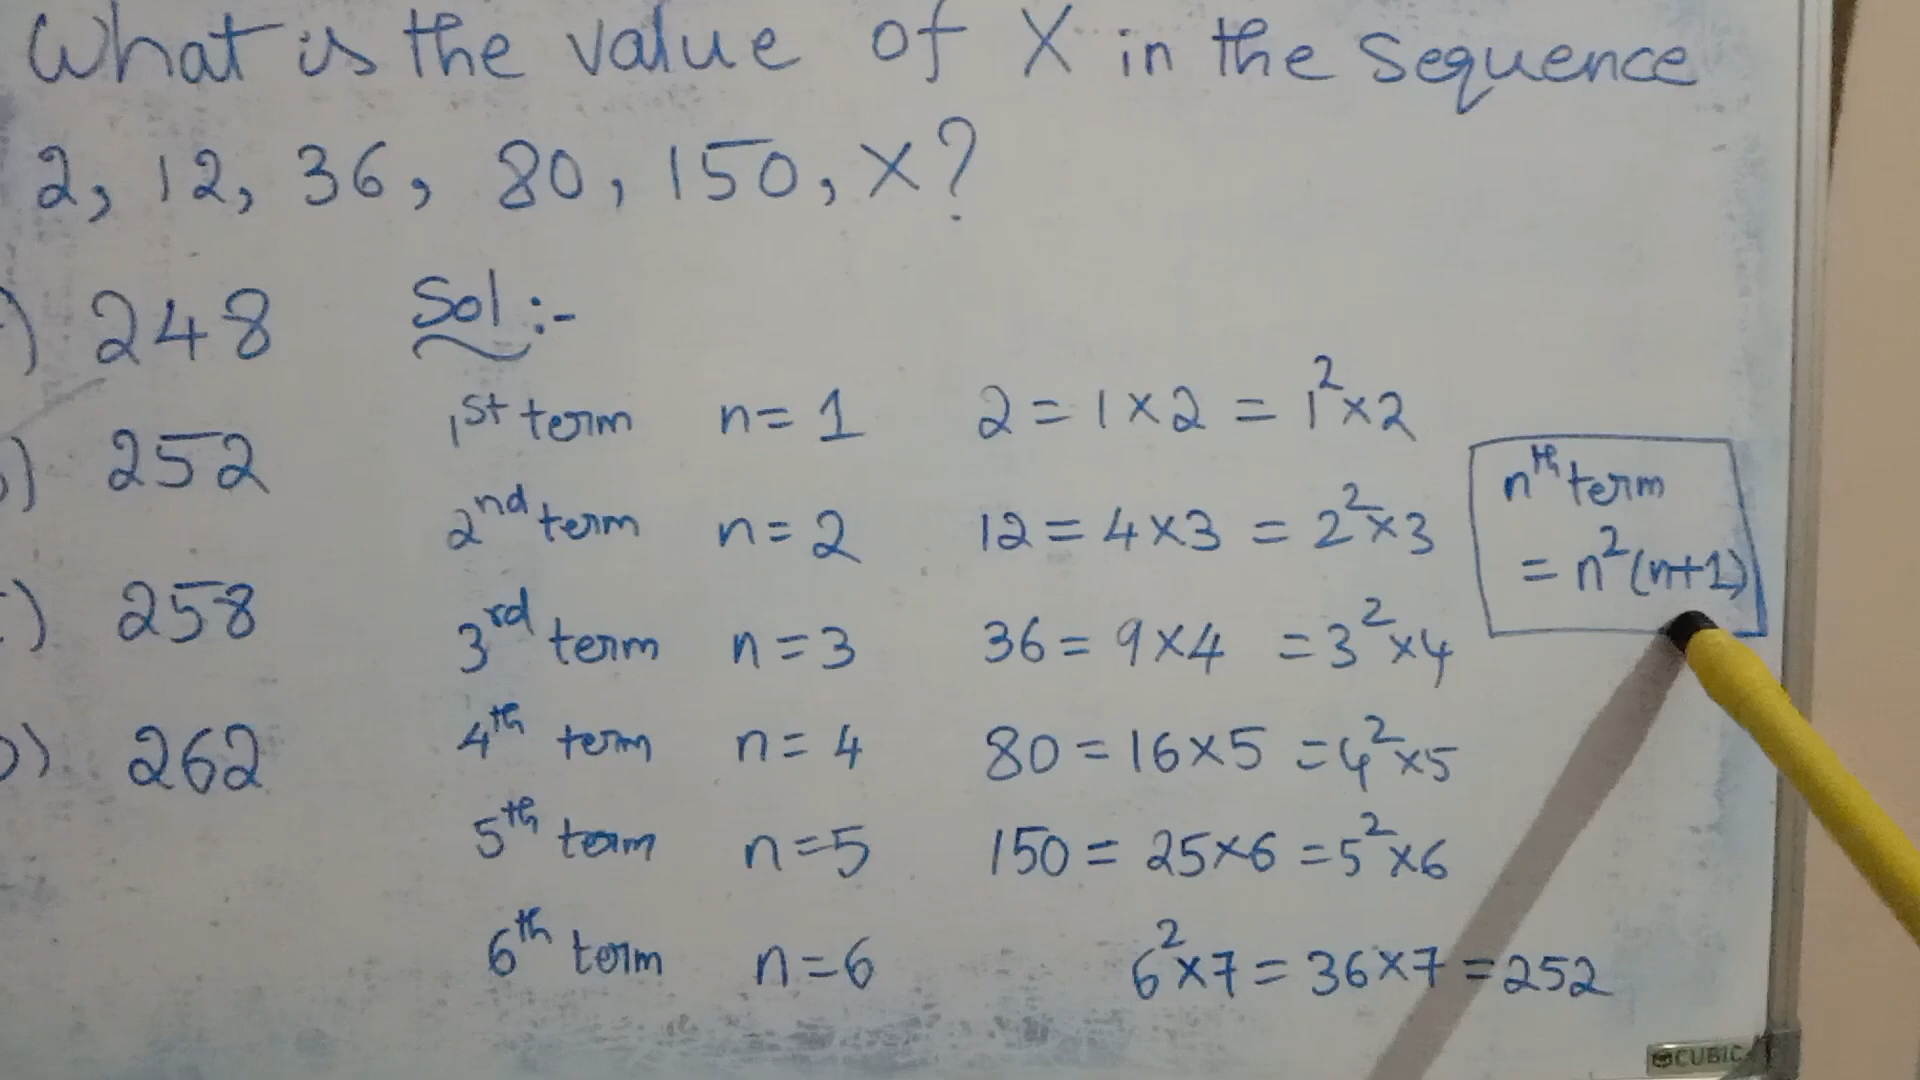 What is the value of X in the sequence
2, 12, 36, 80, 150, X?
) 248
) 252
) 258
) 262
Sol :-
1st term n=1 2 = 1×2 = 1²×2
2nd term n=2 12 = 4×3 = 2²×3
3rd term n=3 36 = 9×4 = 3²×4
4th term n=4 80 = 16×5 = 4²×5
5th term n=5 150 = 25×6 = 5²×6
6th term n=6 6²×7 = 36×7 = 252
nth term
= n²(n+1)
CUBIC